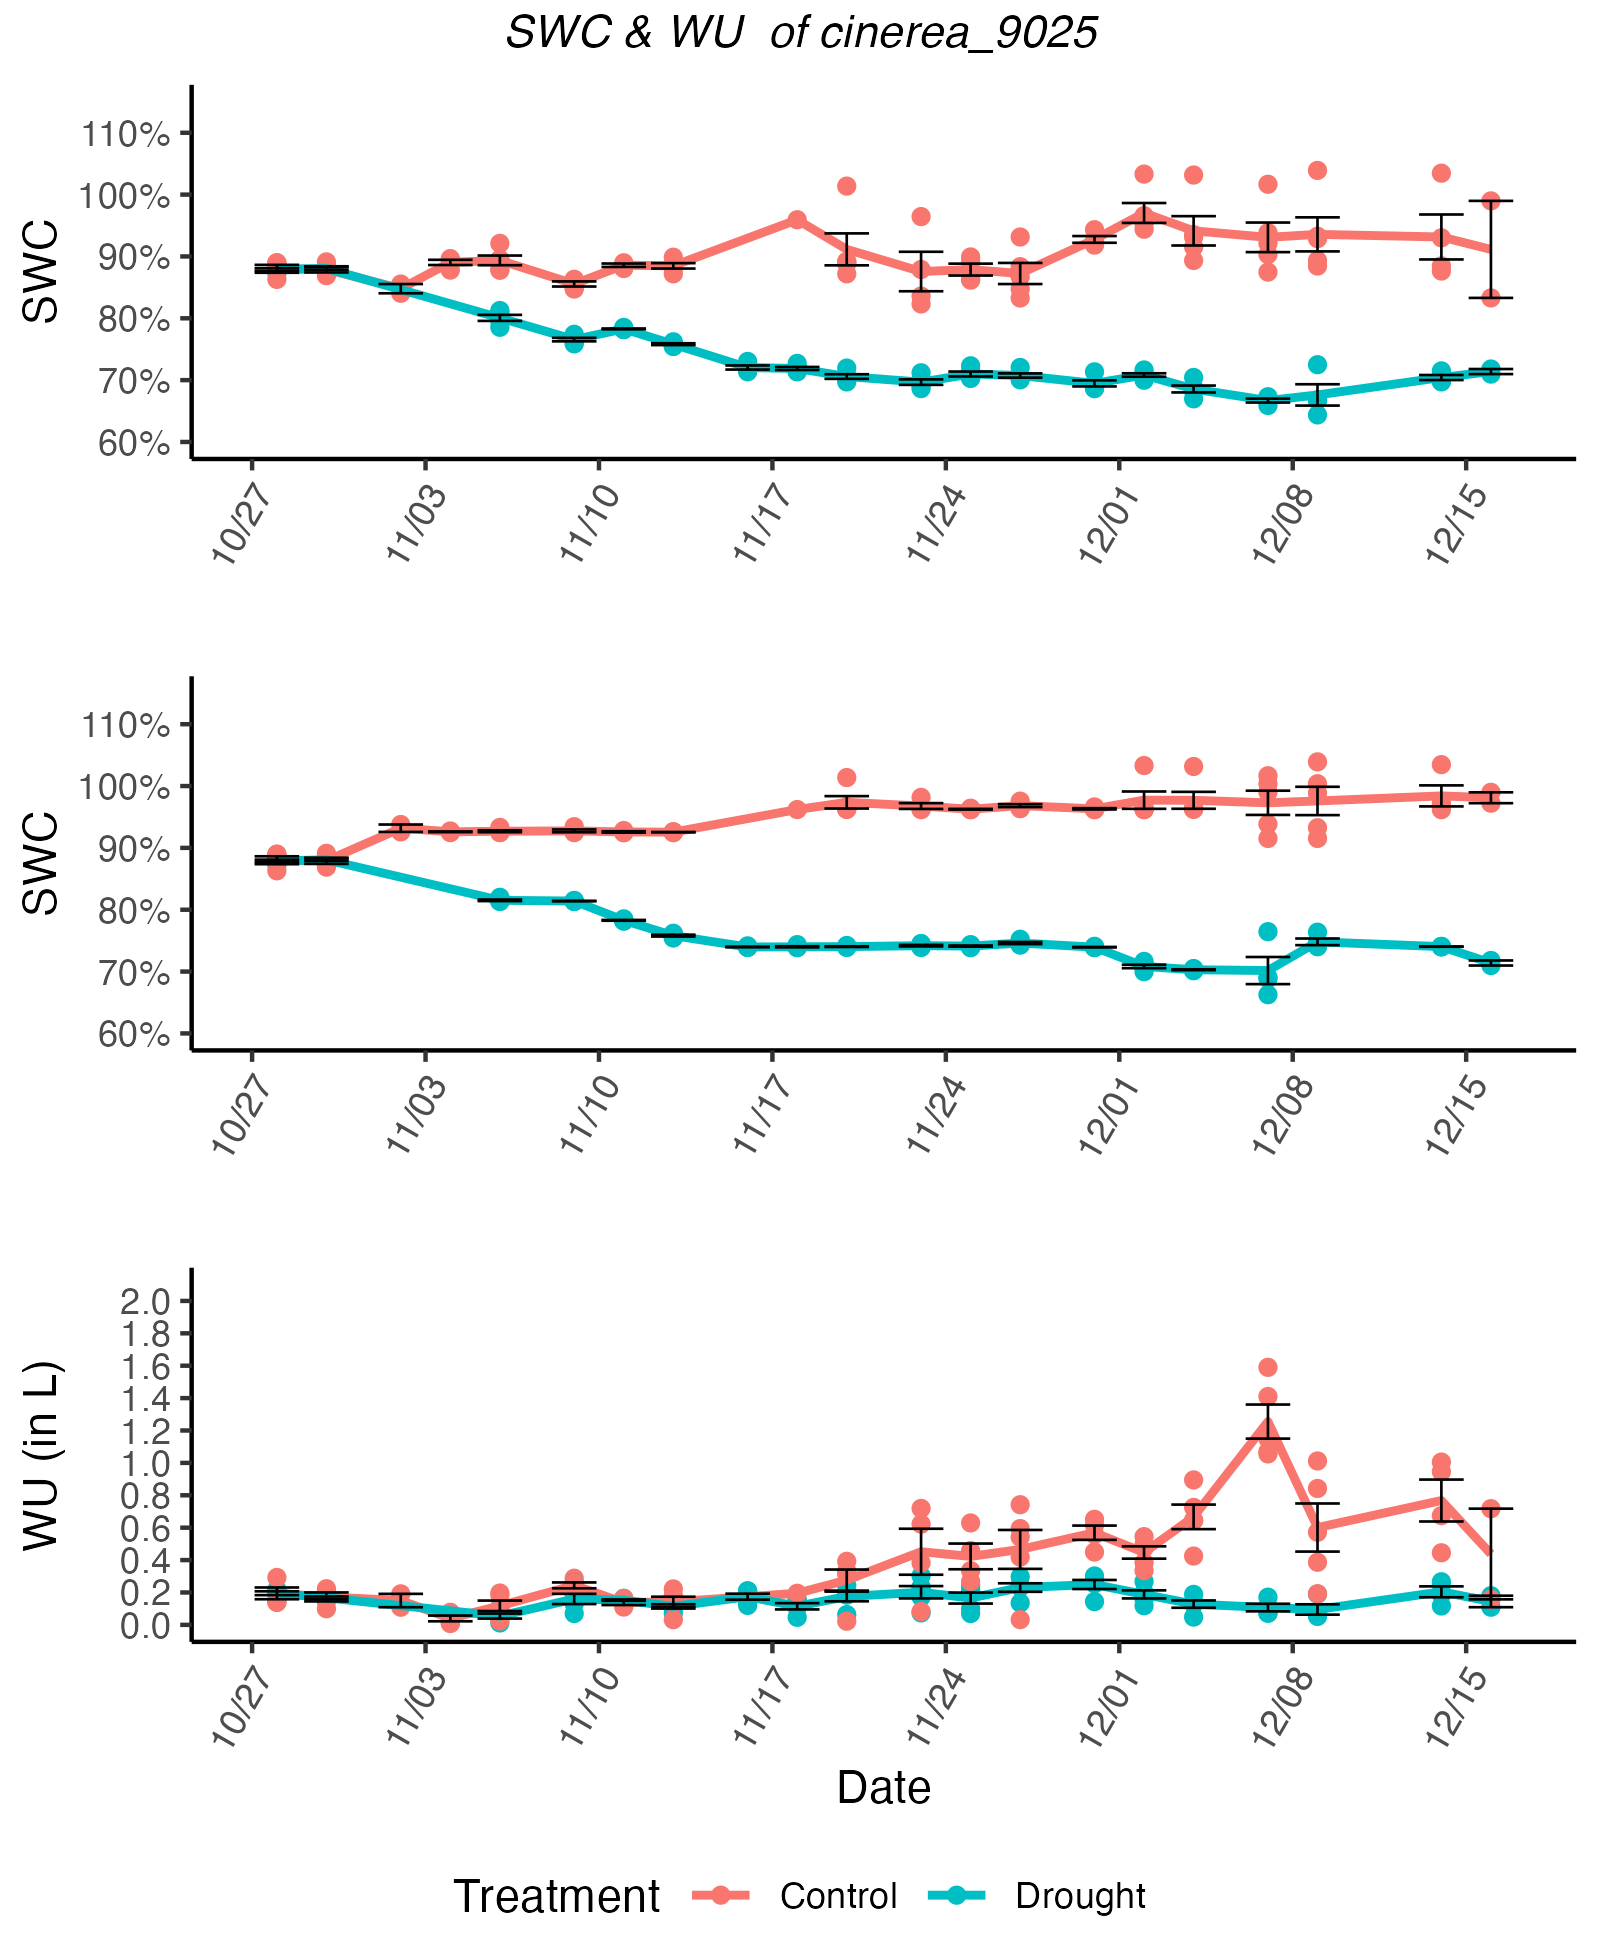 SWC & WU of cinerea_9025
SWC
110%
100%
90%
80%
70%
60%
10/27 11/03 11/10 11/17 11/24 12/01 12/08 12/15
SWC
110%
100%
90%
80%
70%
60%
10/27 11/03 11/10 11/17 11/24 12/01 12/08 12/15
WU (in L)
2.0
1.8
1.6
1.4
1.2
1.0
0.8
0.6
0.4
0.2
0.0
10/27 11/03 11/10 11/17 11/24 12/01 12/08 12/15
Date
Treatment Control Drought